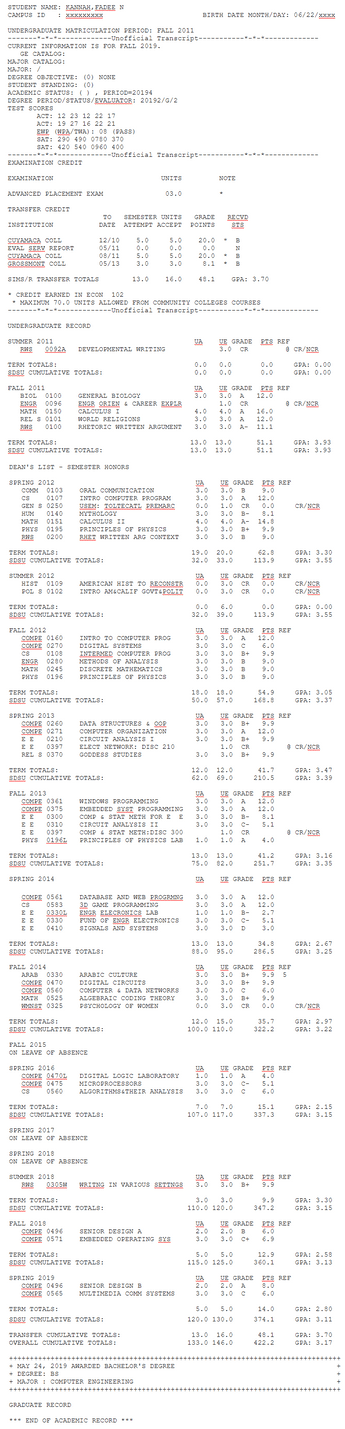 STUDENT NAME: KANNAH,FADEE N
CAMPUS ID : xxxxxxxxx BIRTH DATE MONTH/DAY: 06/22/xxxx
UNDERGRADUATE MATRICULATION PERIOD: FALL 2011
-------*-*-*-------------Unofficial Transcript-------*-*-*-------------
CURRENT INFORMATION IS FOR FALL 2019.
GE CATALOG:
MAJOR CATALOG:
MAJOR: /
DEGREE OBJECTIVE: (0) NONE
STUDENT STANDING: (0)
ACADEMIC STATUS: ( ) , PERIOD=20194
DEGREE PERIOD/STATUS/EVALUATOR: 20192/G/2
TEST SCORES
ACT: 12 23 12 22 17
ACT: 19 27 16 22 21
EWP (WPA/TWA): 08 (PASS)
SAT: 290 490 0780 370
SAT: 420 540 0960 400
-------*-*-*-------------Unofficial Transcript-------*-*-*-------------
EXAMINATION CREDIT
EXAMINATION UNITS NOTE
ADVANCED PLACEMENT EXAM 03.0 *
TRANSFER CREDIT
TO SEMESTER UNITS GRADE RECVD
INSTITUTION DATE ATTEMPT ACCEPT POINTS STS
CUYAMACA COLL 12/10 5.0 5.0 20.0 * B
EVAL SERV REPORT 05/11 0.0 0.0 0.0 N
CUYAMACA COLL 08/11 5.0 5.0 20.0 * B
GROSSMONT COLL 05/13 3.0 3.0 8.1 * B
SIMS/R TRANSFER TOTALS 13.0 16.0 48.1 GPA: 3.70
* CREDIT EARNED IN ECON 102
* MAXIMUM 70.0 UNITS ALLOWED FROM COMMUNITY COLLEGES COURSES
-------*-*-*-------------Unofficial Transcript-------*-*-*-------------
UNDERGRADUATE RECORD
SUMMER 2011 UA UE GRADE PTS REF
RWS 0092A DEVELOPMENTAL WRITING 3.0 CR @ CR/NCR
TERM TOTALS: 0.0 0.0 0.0 GPA: 0.00
SDSU CUMULATIVE TOTALS: 0.0 0.0 0.0 GPA: 0.00
FALL 2011 UA UE GRADE PTS REF
BIOL 0100 GENERAL BIOLOGY 3.0 3.0 A 12.0
ENGR 0096 ENGR ORIEN & CAREER EXPLR 1.0 CR @ CR/NCR
MATH 0150 CALCULUS I 4.0 4.0 A 16.0
REL S 0101 WORLD RELIGIONS 3.0 3.0 A 12.0
RWS 0100 RHETORIC WRITTEN ARGUMENT 3.0 3.0 A- 11.1
TERM TOTALS: 13.0 13.0 51.1 GPA: 3.93
SDSU CUMULATIVE TOTALS: 13.0 13.0 51.1 GPA: 3.93
DEAN'S LIST - SEMESTER HONORS
SPRING 2012 UA UE GRADE PTS REF
COMM 0103 ORAL COMMUNICATION 3.0 3.0 B 9.0
CS 0107 INTRO COMPUTER PROGRAM 3.0 3.0 A 12.0
GEN S 0250 USEM: TOLTECATL PREMARC 0.0 1.0 CR 0.0 CR/NCR
HUM 0140 MYTHOLOGY 3.0 3.0 B- 8.1
MATH 0151 CALCULUS II 4.0 4.0 A- 14.8
PHYS 0195 PRINCIPLES OF PHYSICS 3.0 3.0 B+ 9.9
RWS 0200 RHET WRITTEN ARG CONTEXT 3.0 3.0 B 9.0
TERM TOTALS: 19.0 20.0 62.8 GPA: 3.30
SDSU CUMULATIVE TOTALS: 32.0 33.0 113.9 GPA: 3.55
SUMMER 2012 UA UE GRADE PTS REF
HIST 0109 AMERICAN HIST TO RECONSTR 0.0 3.0 CR 0.0 CR/NCR
POL S 0102 INTRO AM&CALIF GOVT&POLIT 0.0 3.0 CR 0.0 CR/NCR
TERM TOTALS: 0.0 6.0 0.0 GPA: 0.00
SDSU CUMULATIVE TOTALS: 32.0 39.0 113.9 GPA: 3.55
FALL 2012 UA UE GRADE PTS REF
COMPE 0160 INTRO TO COMPUTER PROG 3.0 3.0 A 12.0
COMPE 0270 DIGITAL SYSTEMS 3.0 3.0 C 6.0
CS 0108 INTERMED COMPUTER PROG 3.0 3.0 B+ 9.9
ENGR 0280 METHODS OF ANALYSIS 3.0 3.0 B 9.0
MATH 0245 DISCRETE MATHEMATICS 3.0 3.0 B 9.0
PHYS 0196 PRINCIPLES OF PHYSICS 3.0 3.0 B 9.0
TERM TOTALS: 18.0 18.0 54.9 GPA: 3.05
SDSU CUMULATIVE TOTALS: 50.0 57.0 168.8 GPA: 3.37
SPRING 2013 UA UE GRADE PTS REF
COMPE 0260 DATA STRUCTURES & OOP 3.0 3.0 B+ 9.9
COMPE 0271 COMPUTER ORGANIZATION 3.0 3.0 A 12.0
E E 0210 CIRCUIT ANALYSIS I 3.0 3.0 B+ 9.9
E E 0397 ELECT NETWORK: DISC 210 1.0 CR @ CR/NCR
REL S 0370 GODDESS STUDIES 3.0 3.0 B+ 9.9
TERM TOTALS: 12.0 12.0 41.7 GPA: 3.47
SDSU CUMULATIVE TOTALS: 62.0 69.0 210.5 GPA: 3.39
FALL 2013 UA UE GRADE PTS REF
COMPE 0361 WINDOWS PROGRAMMING 3.0 3.0 A 12.0
COMPE 0375 EMBEDDED SYST PROGRAMMING 3.0 3.0 A 12.0
E E 0300 COMP & STAT METH FOR E E 3.0 3.0 B- 8.1
E E 0310 CIRCUIT ANALYSIS II 3.0 3.0 C- 5.1
E E 0397 COMP & STAT METH:DISC 300 1.0 CR @ CR/NCR
PHYS 0196L PRINCIPLES OF PHYSICS LAB 1.0 1.0 A 4.0
TERM TOTALS: 13.0 13.0 41.2 GPA: 3.16
SDSU CUMULATIVE TOTALS: 75.0 82.0 251.7 GPA: 3.35
SPRING 2014 UA UE GRADE PTS REF
COMPE 0561 DATABASE AND WEB PROGRMNG 3.0 3.0 A 12.0
CS 0583 3D GAME PROGRAMMING 3.0 3.0 A 12.0
E E 0330L ENGR ELECRONICS LAB 1.0 1.0 B- 2.7
E E 0330 FUND OF ENGR ELECTRONICS 3.0 3.0 C- 5.1
E E 0410 SIGNALS AND SYSTEMS 3.0 3.0 D 3.0
TERM TOTALS: 13.0 13.0 34.8 GPA: 2.67
SDSU CUMULATIVE TOTALS: 88.0 95.0 286.5 GPA: 3.25
FALL 2014 UA UE GRADE PTS REF
ARAB 0330 ARABIC CULTURE 3.0 3.0 B+ 9.9 5
COMPE 0470 DIGITAL CIRCUITS 3.0 3.0 B+ 9.9
COMPE 0560 COMPUTER & DATA NETWORKS 3.0 3.0 C 6.0
MATH 0525 ALGEBRAIC CODING THEORY 3.0 3.0 B+ 9.9
WMNST 0325 PSYCHOLOGY OF WOMEN 0.0 3.0 CR 0.0 CR/NCR
TERM TOTALS: 12.0 15.0 35.7 GPA: 2.97
SDSU CUMULATIVE TOTALS: 100.0 110.0 322.2 GPA: 3.22
FALL 2015
ON LEAVE OF ABSENCE
SPRING 2016 UA UE GRADE PTS REF
COMPE 0470L DIGITAL LOGIC LABORATORY 1.0 1.0 A 4.0
COMPE 0475 MICROPROCESSORS 3.0 3.0 C- 5.1
CS 0560 ALGORITHMS&THEIR ANALYSIS 3.0 3.0 C 6.0
TERM TOTALS: 7.0 7.0 15.1 GPA: 2.15
SDSU CUMULATIVE TOTALS: 107.0 117.0 337.3 GPA: 3.15
SPRING 2017
ON LEAVE OF ABSENCE
SPRING 2018
ON LEAVE OF ABSENCE
SUMMER 2018 UA UE GRADE PTS REF
RWS 0305W WRITNG IN VARIOUS SETTNGS 3.0 3.0 B+ 9.9
TERM TOTALS: 3.0 3.0 9.9 GPA: 3.30
SDSU CUMULATIVE TOTALS: 110.0 120.0 347.2 GPA: 3.15
FALL 2018 UA UE GRADE PTS REF
COMPE 0496 SENIOR DESIGN A 2.0 2.0 B 6.0
COMPE 0571 EMBEDDED OPERATING SYS 3.0 3.0 C+ 6.9
TERM TOTALS: 5.0 5.0 12.9 GPA: 2.58
SDSU CUMULATIVE TOTALS: 115.0 125.0 360.1 GPA: 3.13
SPRING 2019 UA UE GRADE PTS REF
COMPE 0496 SENIOR DESIGN B 2.0 2.0 A 8.0
COMPE 0565 MULTIMEDIA COMM SYSTEMS 3.0 3.0 C 6.0
TERM TOTALS: 5.0 5.0 14.0 GPA: 2.80
SDSU CUMULATIVE TOTALS: 120.0 130.0 374.1 GPA: 3.11
TRANSFER CUMULATIVE TOTALS: 13.0 16.0 48.1 GPA: 3.70
OVERALL CUMULATIVE TOTALS: 133.0 146.0 422.2 GPA: 3.17
+++++++++++++++++++++++++++++++++++++++++++++++++++++++++++++++++++++++++++++
+ MAY 24, 2019 AWARDED BACHELOR'S DEGREE +
+ DEGREE: BS +
+ MAJOR : COMPUTER ENGINEERING +
+++++++++++++++++++++++++++++++++++++++++++++++++++++++++++++++++++++++++++++
GRADUATE RECORD
*** END OF ACADEMIC RECORD ***